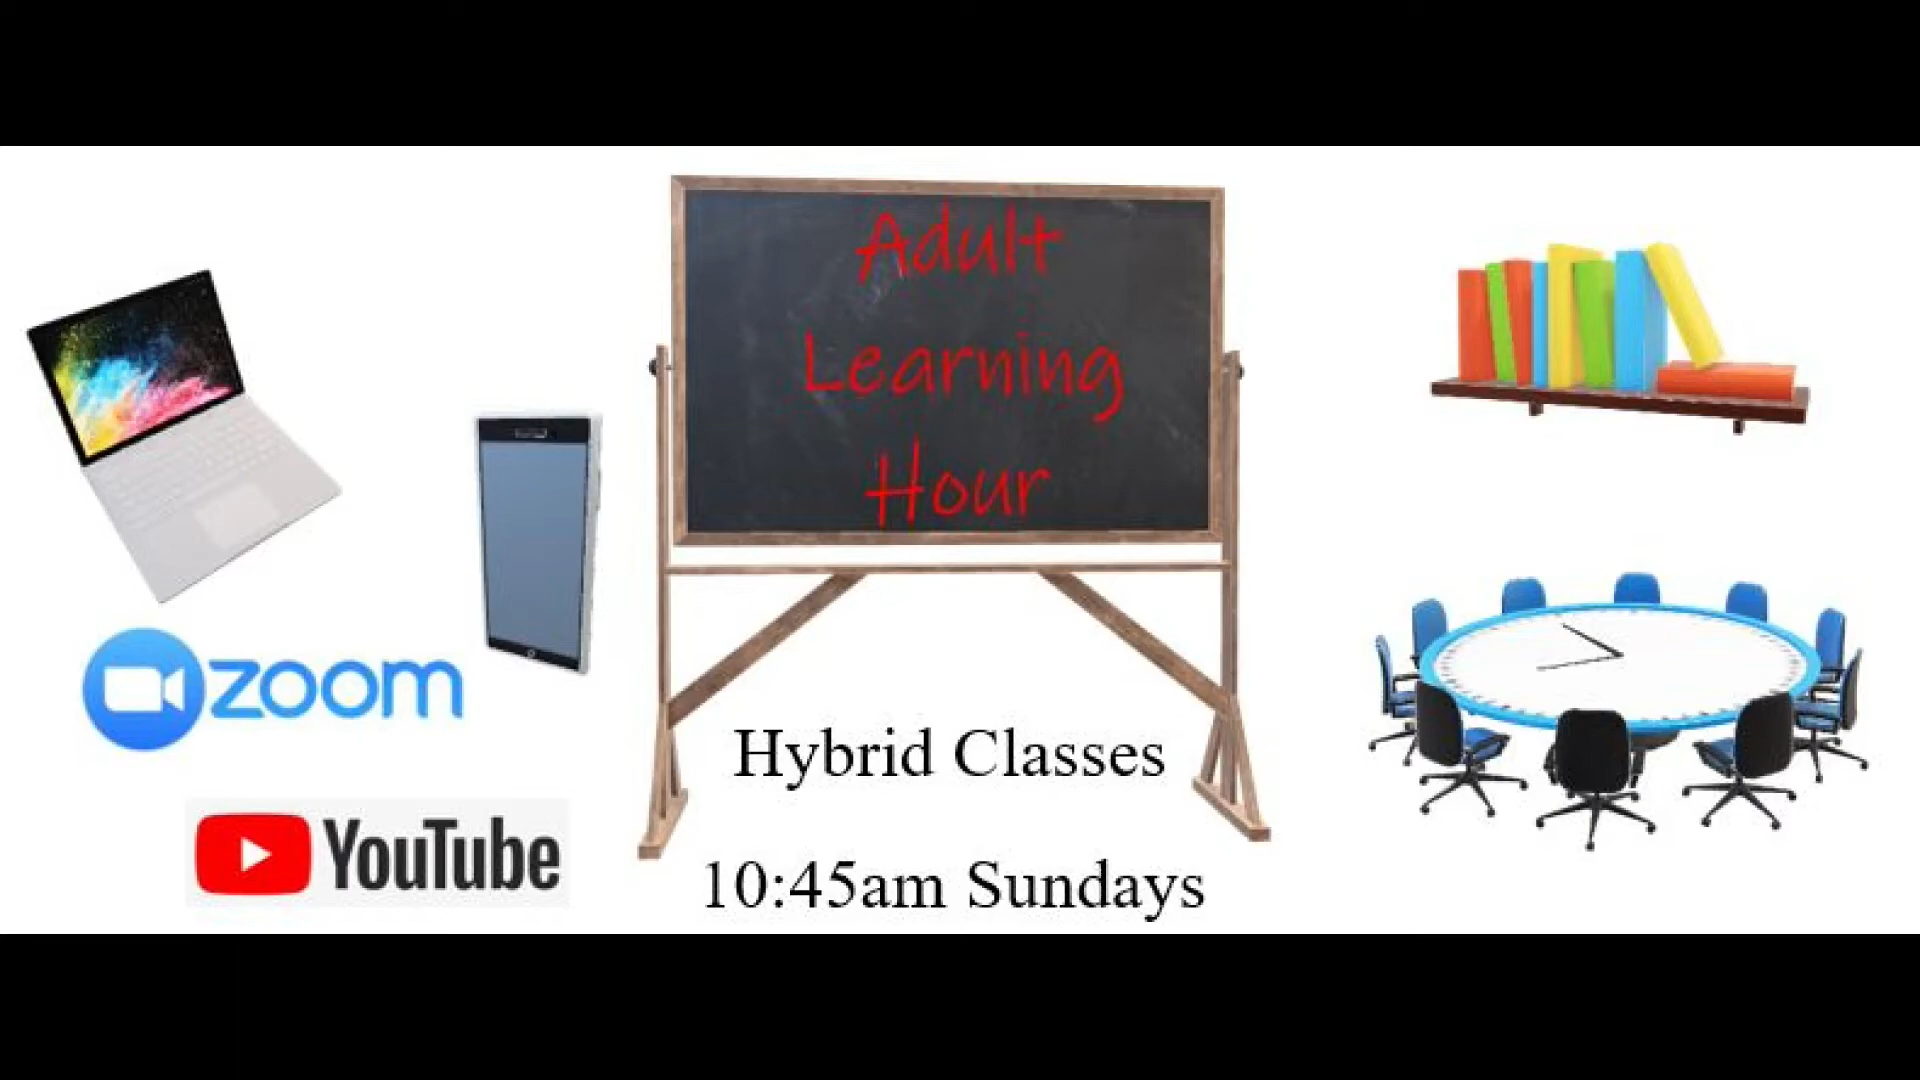 Adult
Learning
Hour
zoom
YouTube
Hybrid Classes
10:45am Sundays